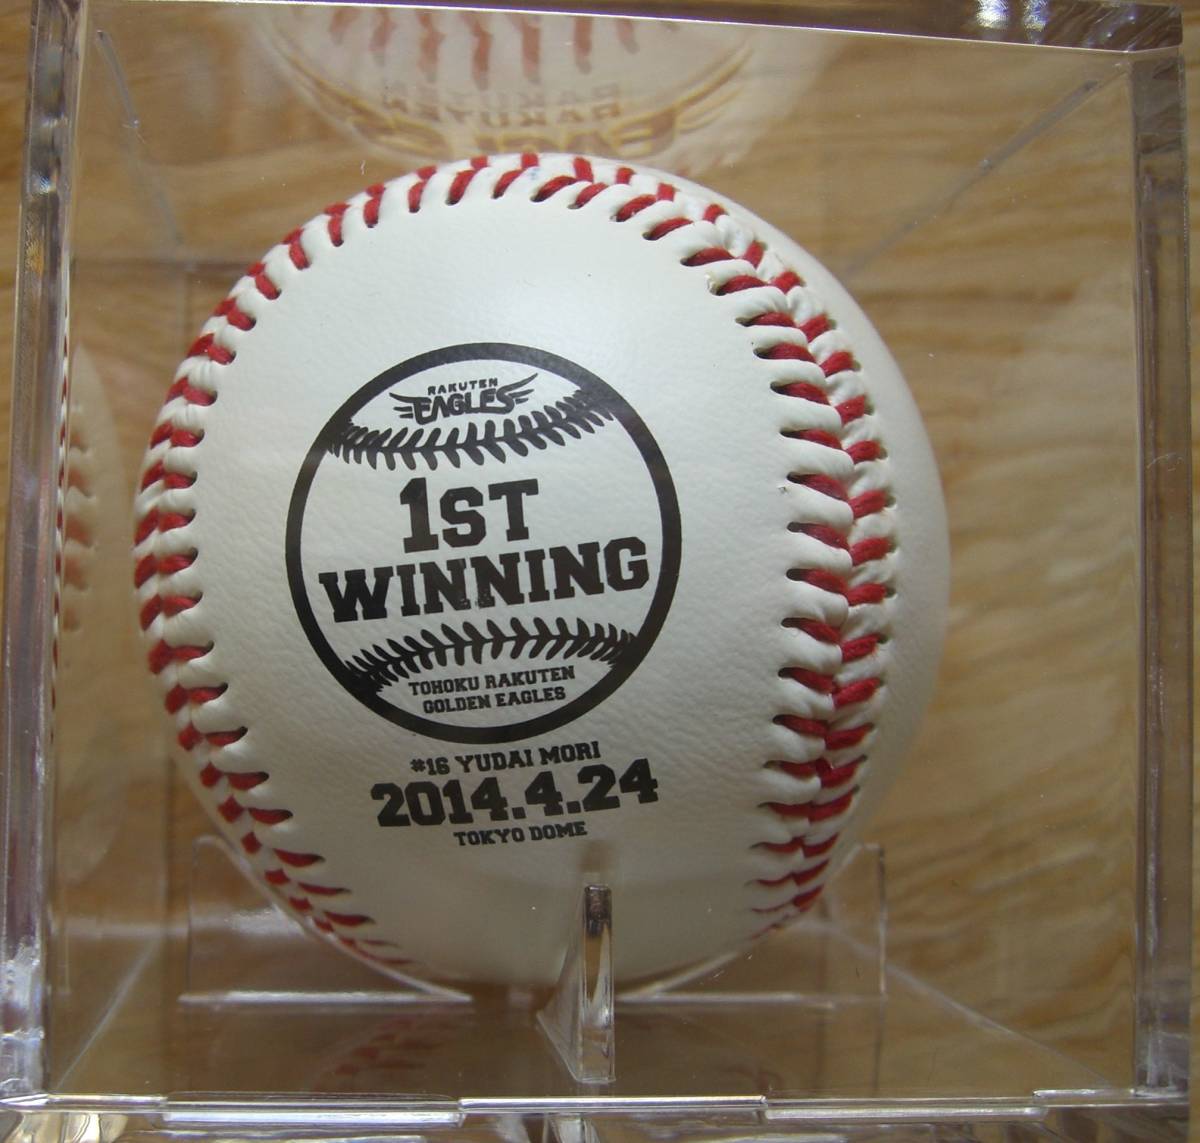 RAKUTEN
EAGLES
1ST
WINNING
TOHOKU RAKUTEN
GOLDEN EAGLES
#16 YUDAI MORI
2014.4.24
TOKYO DOME